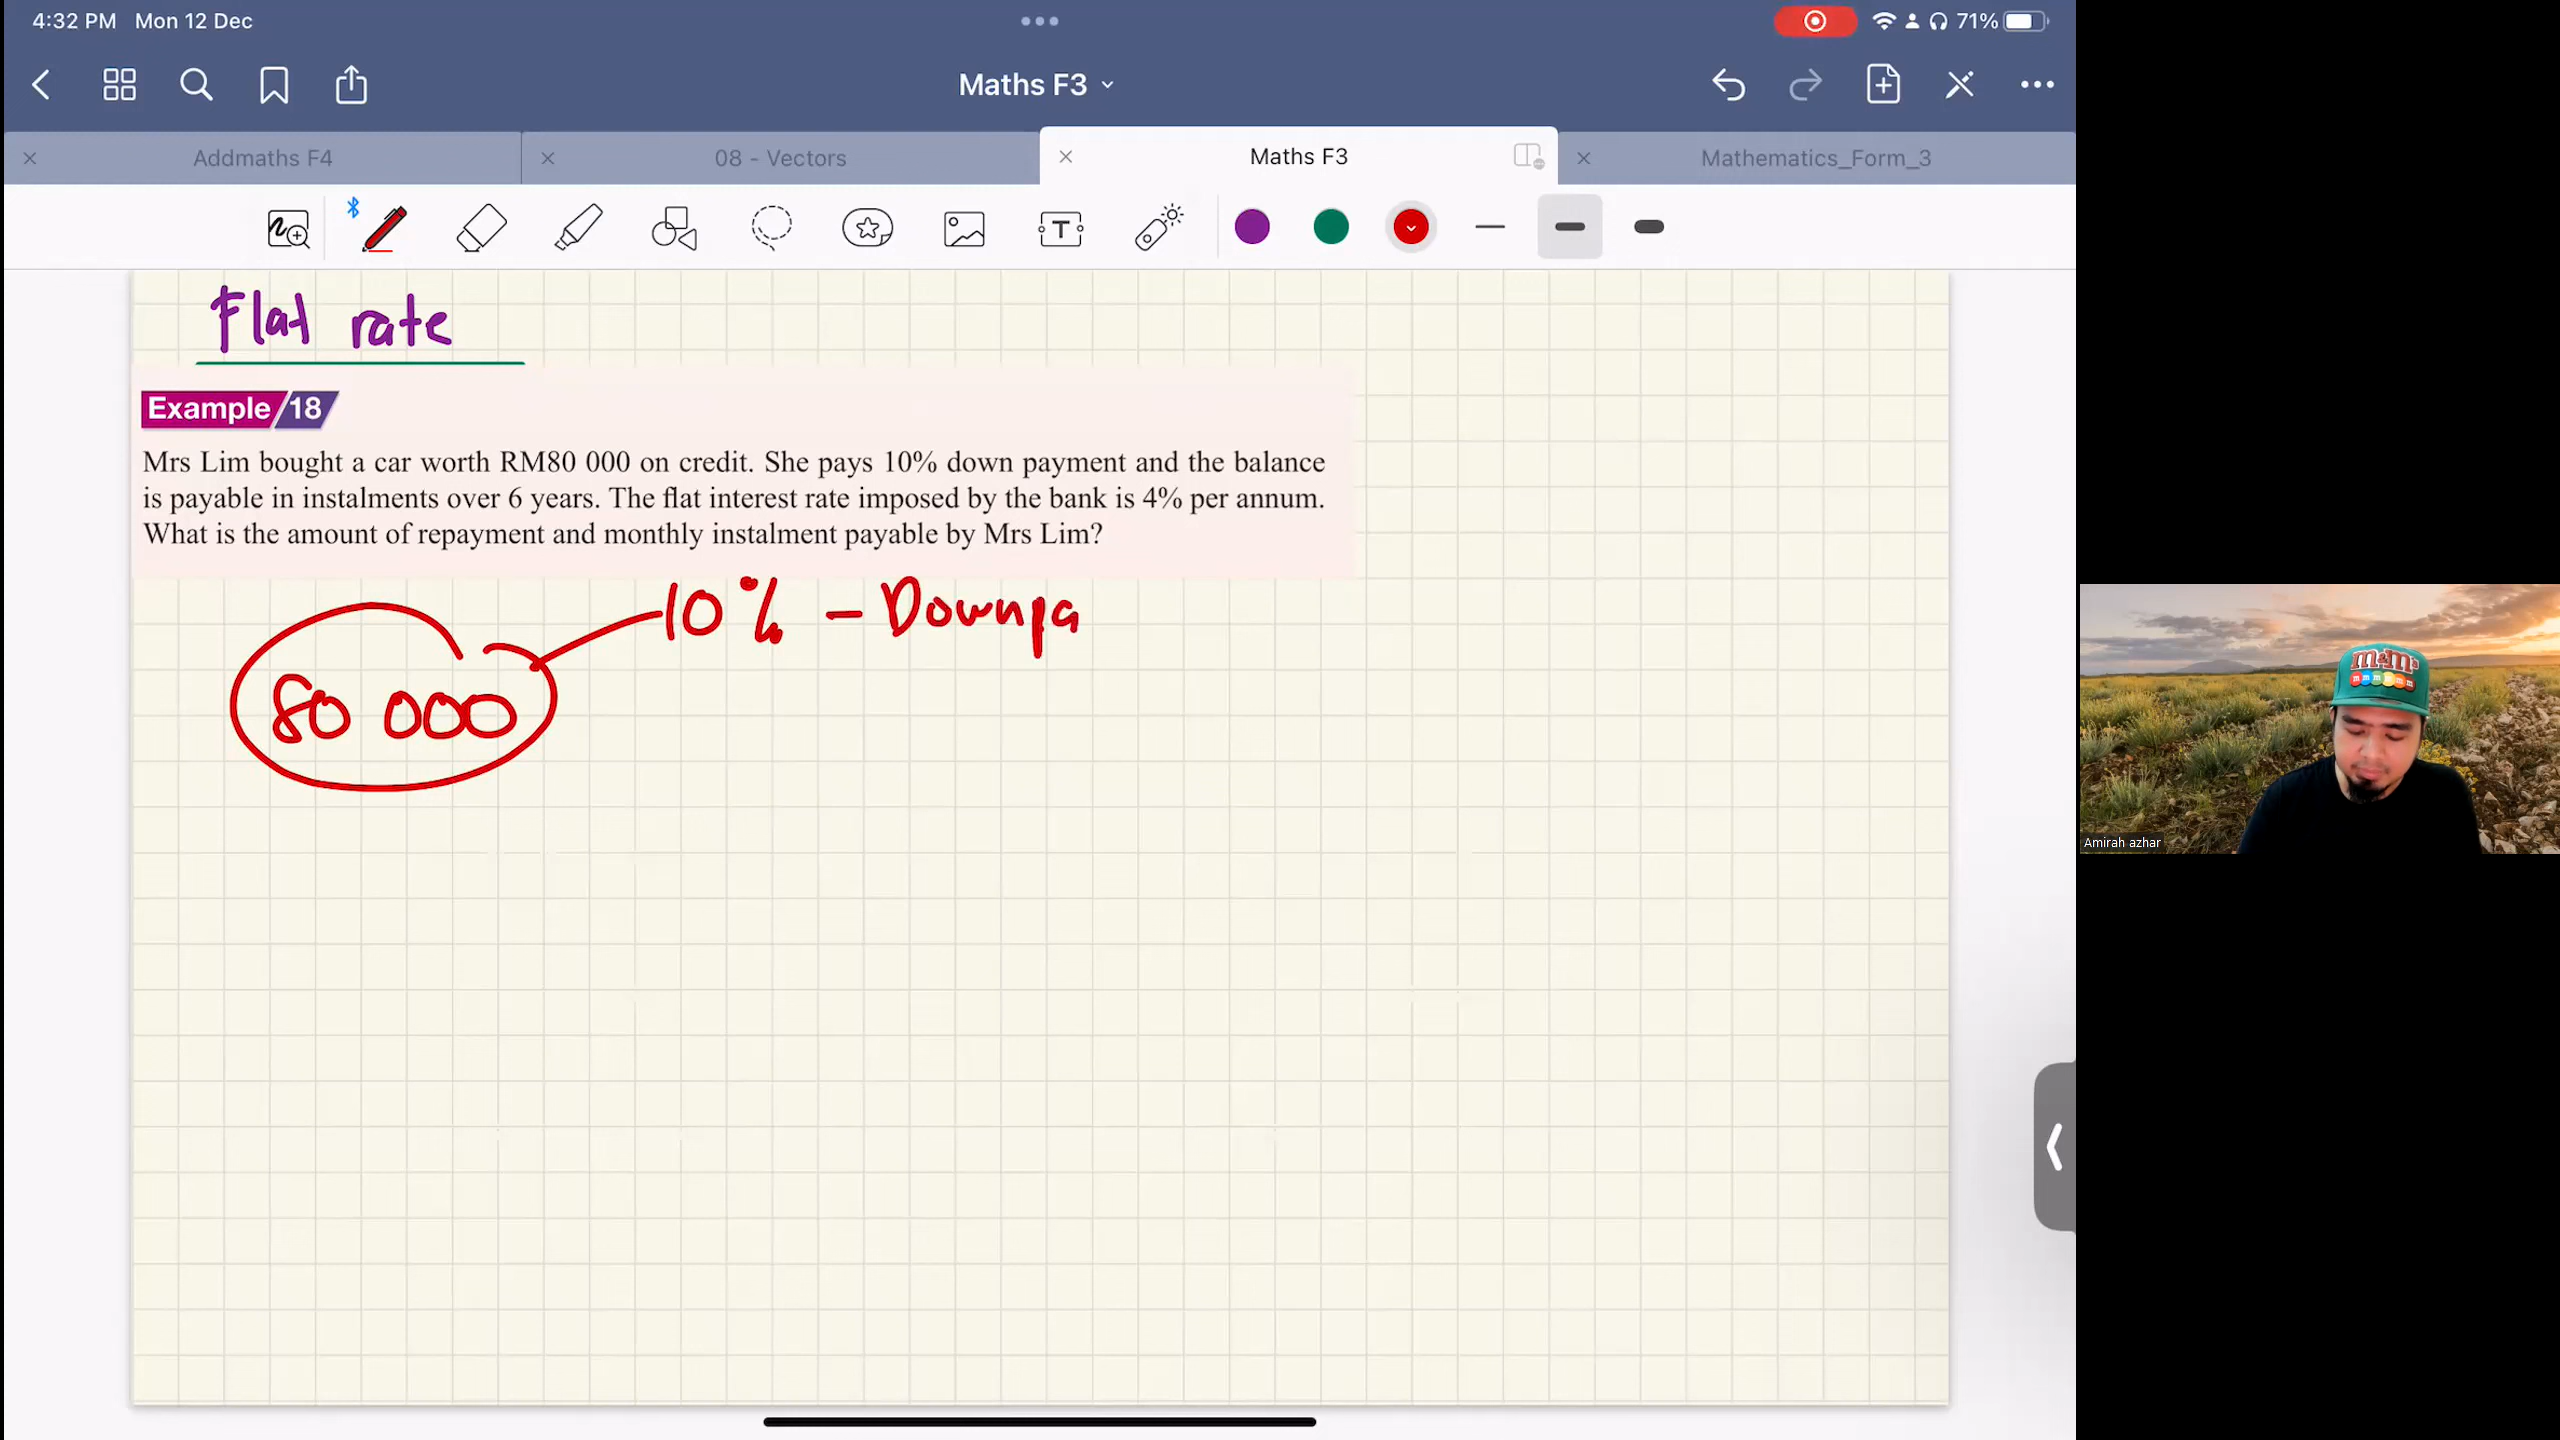 4:32 PM Mon 12 Dec
71%
Maths F3
Addmaths F4
08 - Vectors
Maths F3
Mathematics_Form_3
T
Flat rate
Example 18
Mrs Lim bought a car worth RM80 000 on credit. She pays 10% down payment and the balance
is payable in instalments over 6 years. The flat interest rate imposed by the bank is 4% per annum.
What is the amount of repayment and monthly instalment payable by Mrs Lim?
10% - Downpa
80 000
m&m's
m m m m m
Amirah azhar